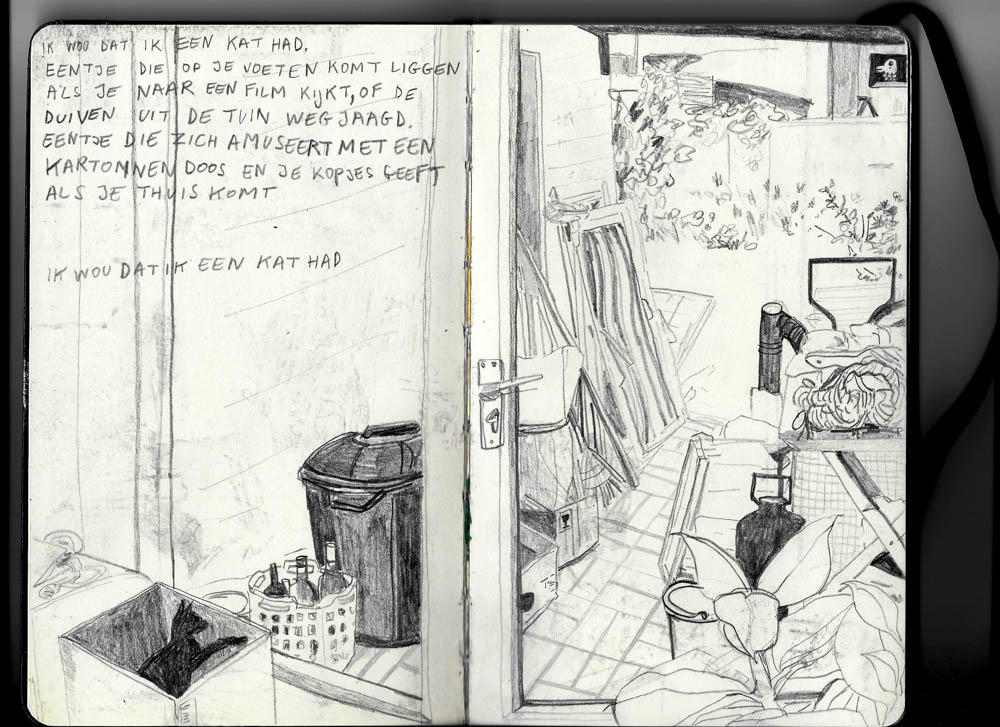 IK WOU DAT IK EEN KAT HAD.
EENTJE DIE OP JE VOETEN KOMT LIGGEN
ALS JE NAAR EEN FILM KIJKT, OF DE
DUIVEN UIT DE TUIN WEGJAAGD.
EENTJE DIE ZICH AMUSEERT MET EEN
KARTONNEN DOOS EN JE KOPJES GEEFT
ALS JE THUIS KOMT
IK WOU DAT IK EEN KAT HAD